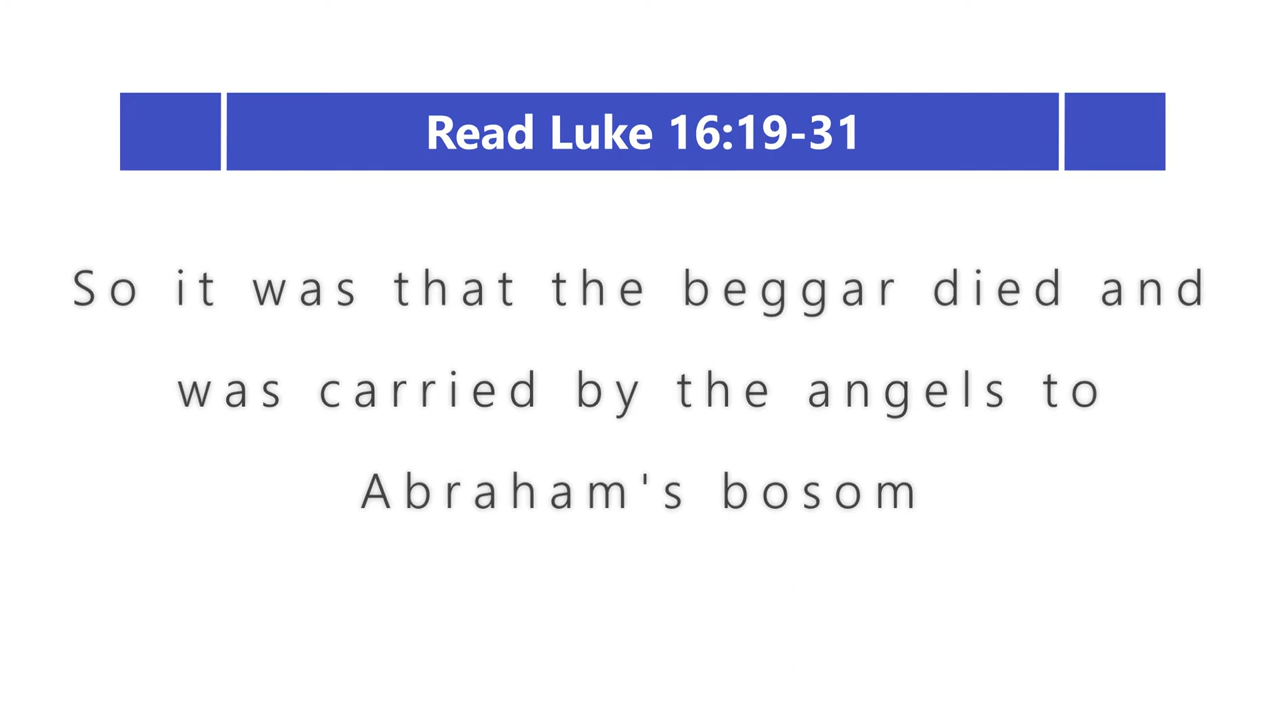 Read Luke 16:19-31
So it was that the beggar died and
was carried by the angels to
Abraham's bosom